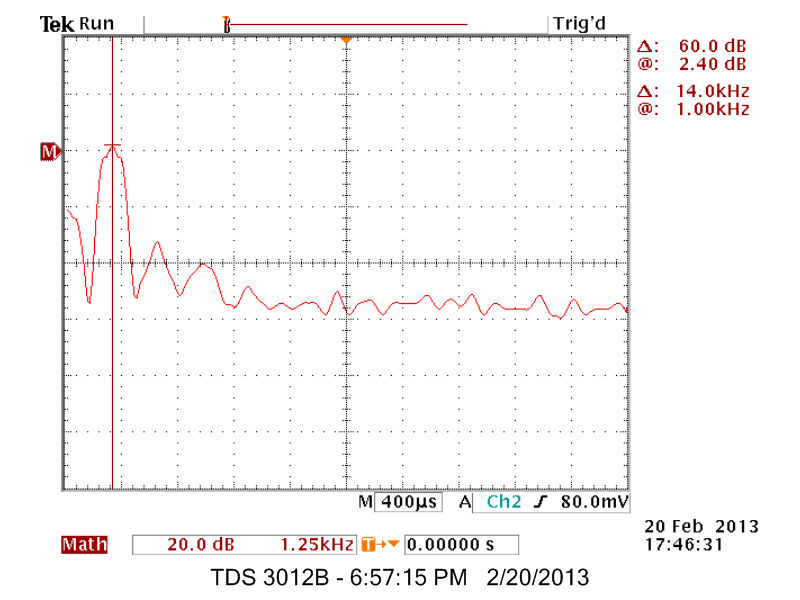 Tek Run Trig'd
Δ: 60.0 dB
@: 2.40 dB
Δ: 14.0kHz
@: 1.00kHz
M
M 400µs A Ch2 ∫ 80.0mV
Math 20.0 dB 1.25kHz T→▼ 0.00000 s
20 Feb 2013
17:46:31
TDS 3012B - 6:57:15 PM 2/20/2013